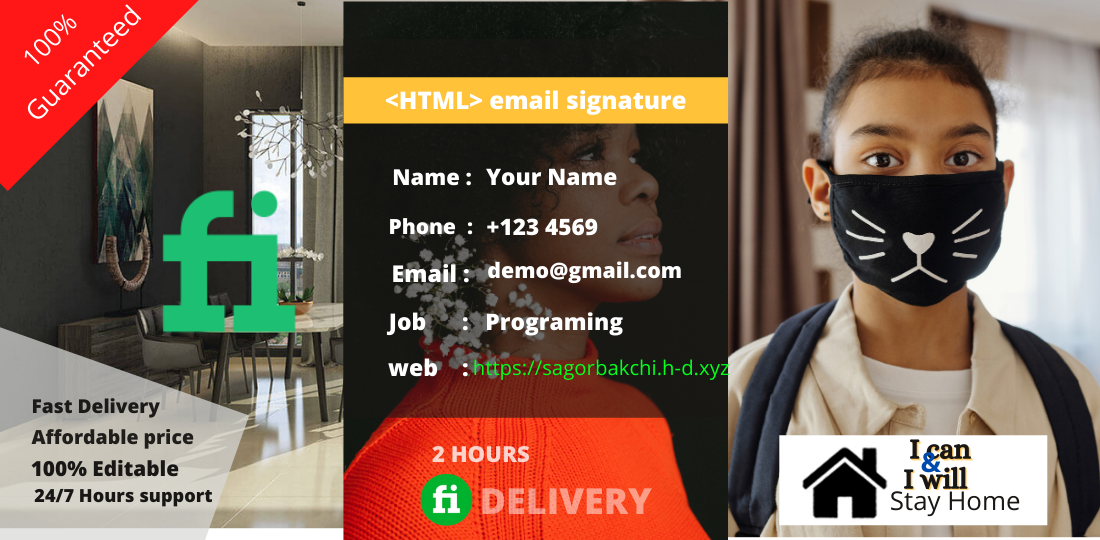 100%
Guaranteed
fi
Fast Delivery
Affordable price
100% Editable
24/7 Hours support
<HTML> email signature
Name : Your Name
Phone : +123 4569
Email : demo@gmail.com
Job : Programing
web : https://sagorbakchi.h-d.xyz
2 HOURS
fi DELIVERY
I can
&
I will
Stay Home